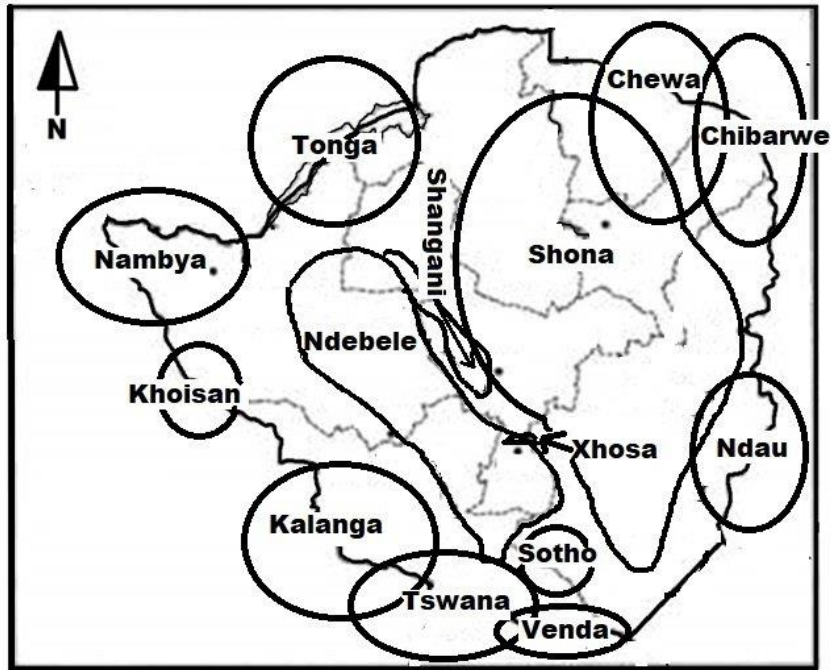 N
Chewa
Chibarwe
Tonga
Shangani
Shona
Nambya
Ndebele
Khoisan
Xhosa
Ndau
Kalanga
Sotho
Tswana
Venda